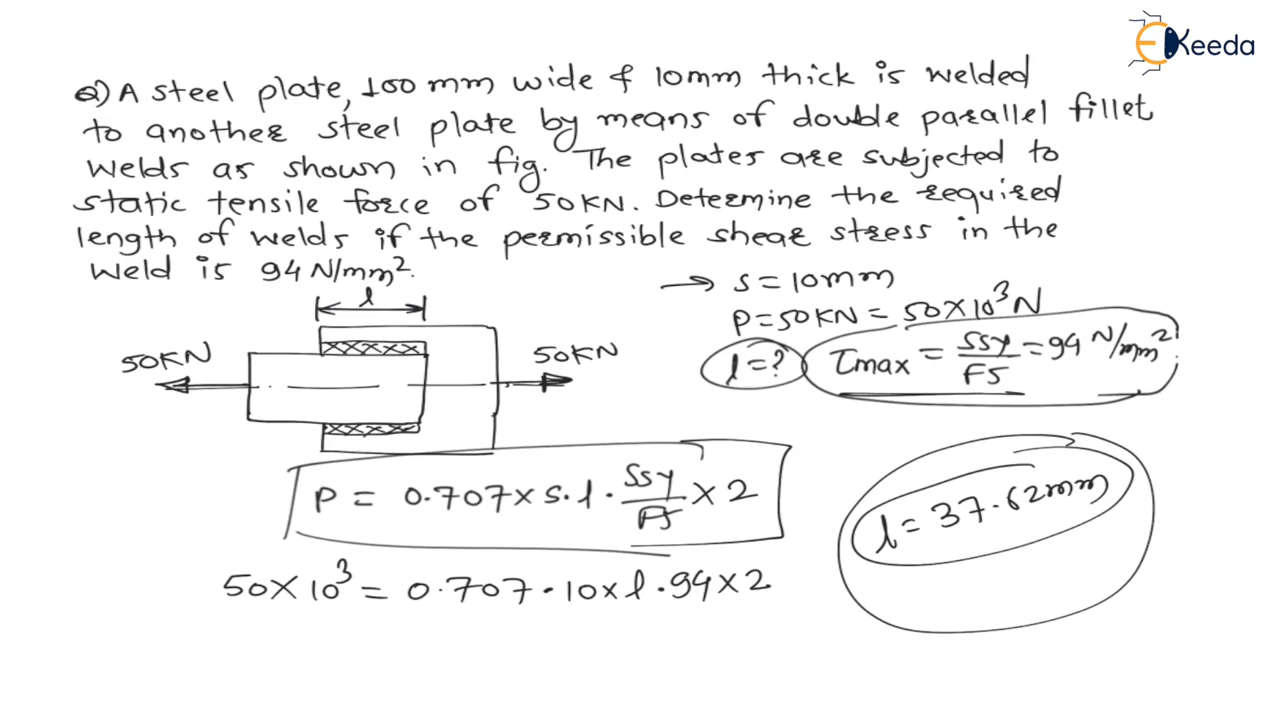 Keeda
Q) A steel plate, 100 mm wide & 10mm thick is welded
to another steel plate by means of double parallel fillet
welds as shown in fig. The plates are subjected to
static tensile force of 50KN. Determine the required
length of welds if the permissible shear stress in the
weld is 94 N/mm².
→ s = 10mm
P = 50KN = 50 × 10³ N
l = ? τmax = Ssy/FS = 94 N/mm²
l
50KN 50KN
P = 0.707 × s . l . Ssy/FS × 2
l = 37.62mm
50 × 10³ = 0.707 . 10 × l . 94 × 2